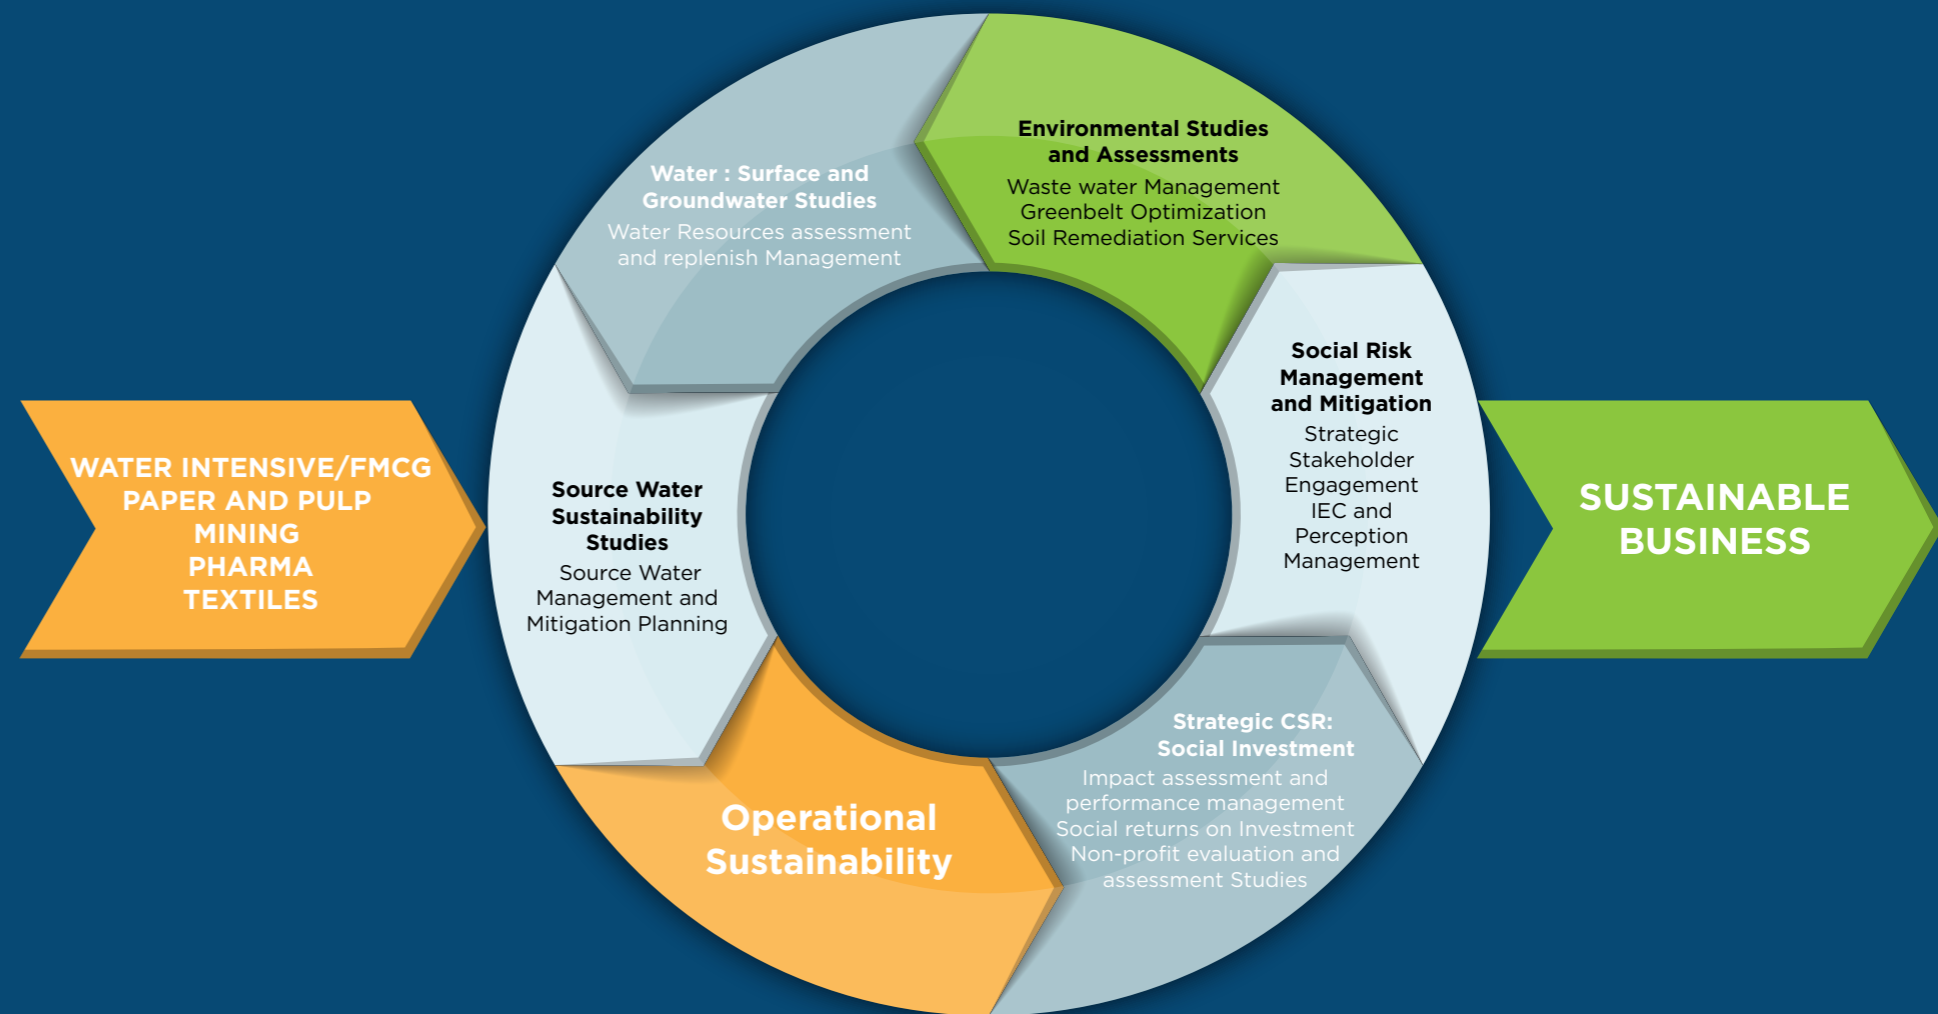 WATER INTENSIVE/FMCG
PAPER AND PULP
MINING
PHARMA
TEXTILES
Water : Surface and
Groundwater Studies
Water Resources assessment
and replenish Management
Environmental Studies
and Assessments
Waste water Management
Greenbelt Optimization
Soil Remediation Services
Source Water
Sustainability
Studies
Source Water
Management and
Mitigation Planning
Social Risk
Management
and Mitigation
Strategic
Stakeholder
Engagement
IEC and
Perception
Management
Operational
Sustainability
Strategic CSR:
Social Investment
Impact assessment and
performance management
Social returns on Investment
Non-profit evaluation and
assessment Studies
SUSTAINABLE
BUSINESS